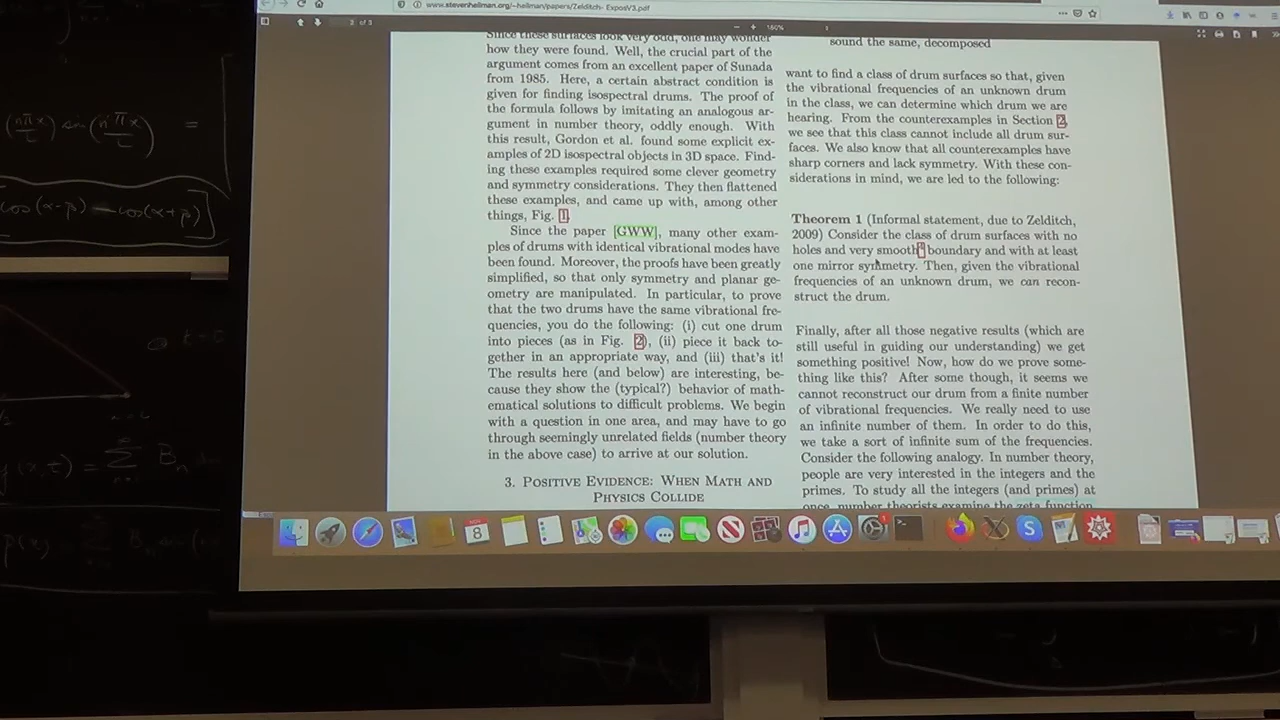 www.stevenheilman.org/~heilman/papers/Zelditch- ExposV3.pdf
3 of 5
160%
Since these surfaces look very odd, one may wonder
how they were found. Well, the crucial part of the
argument comes from an excellent paper of Sunada
from 1985. Here, a certain abstract condition is
given for finding isospectral drums. The proof of
the formula follows by imitating an analogous ar-
gument in number theory, oddly enough. With
this result, Gordon et al. found some explicit ex-
amples of 2D isospectral objects in 3D space. Find-
ing these examples required some clever geometry
and symmetry considerations. They then flattened
these examples, and came up with, among other
things, Fig. 1.
Since the paper [GWW], many other exam-
ples of drums with identical vibrational modes have
been found. Moreover, the proofs have been greatly
simplified, so that only symmetry and planar ge-
ometry are manipulated. In particular, to prove
that the two drums have the same vibrational fre-
quencies, you do the following: (i) cut one drum
into pieces (as in Fig. 2), (ii) piece it back to-
gether in an appropriate way, and (iii) that's it!
The results here (and below) are interesting, be-
cause they show the (typical?) behavior of math-
ematical solutions to difficult problems. We begin
with a question in one area, and may have to go
through seemingly unrelated fields (number theory
in the above case) to arrive at our solution.
3. Positive Evidence: When Math and
Physics Collide
sound the same, decomposed
want to find a class of drum surfaces so that, given
the vibrational frequencies of an unknown drum
in the class, we can determine which drum we are
hearing. From the counterexamples in Section 2,
we see that this class cannot include all drum sur-
faces. We also know that all counterexamples have
sharp corners and lack symmetry. With these con-
siderations in mind, we are led to the following:
Theorem 1 (Informal statement, due to Zelditch,
2009) Consider the class of drum surfaces with no
holes and very smooth boundary and with at least
one mirror symmetry. Then, given the vibrational
frequencies of an unknown drum, we can recon-
struct the drum.
Finally, after all those negative results (which are
still useful in guiding our understanding) we get
something positive! Now, how do we prove some-
thing like this? After some though, it seems we
cannot reconstruct our drum from a finite number
of vibrational frequencies. We really need to use
an infinite number of them. In order to do this,
we take a sort of infinite sum of the frequencies.
Consider the following analogy. In number theory,
people are very interested in the integers and the
primes. To study all the integers (and primes) at
once, number theorists examine the zeta function
NOV
8
cos(α-β) - cos(α+β)]